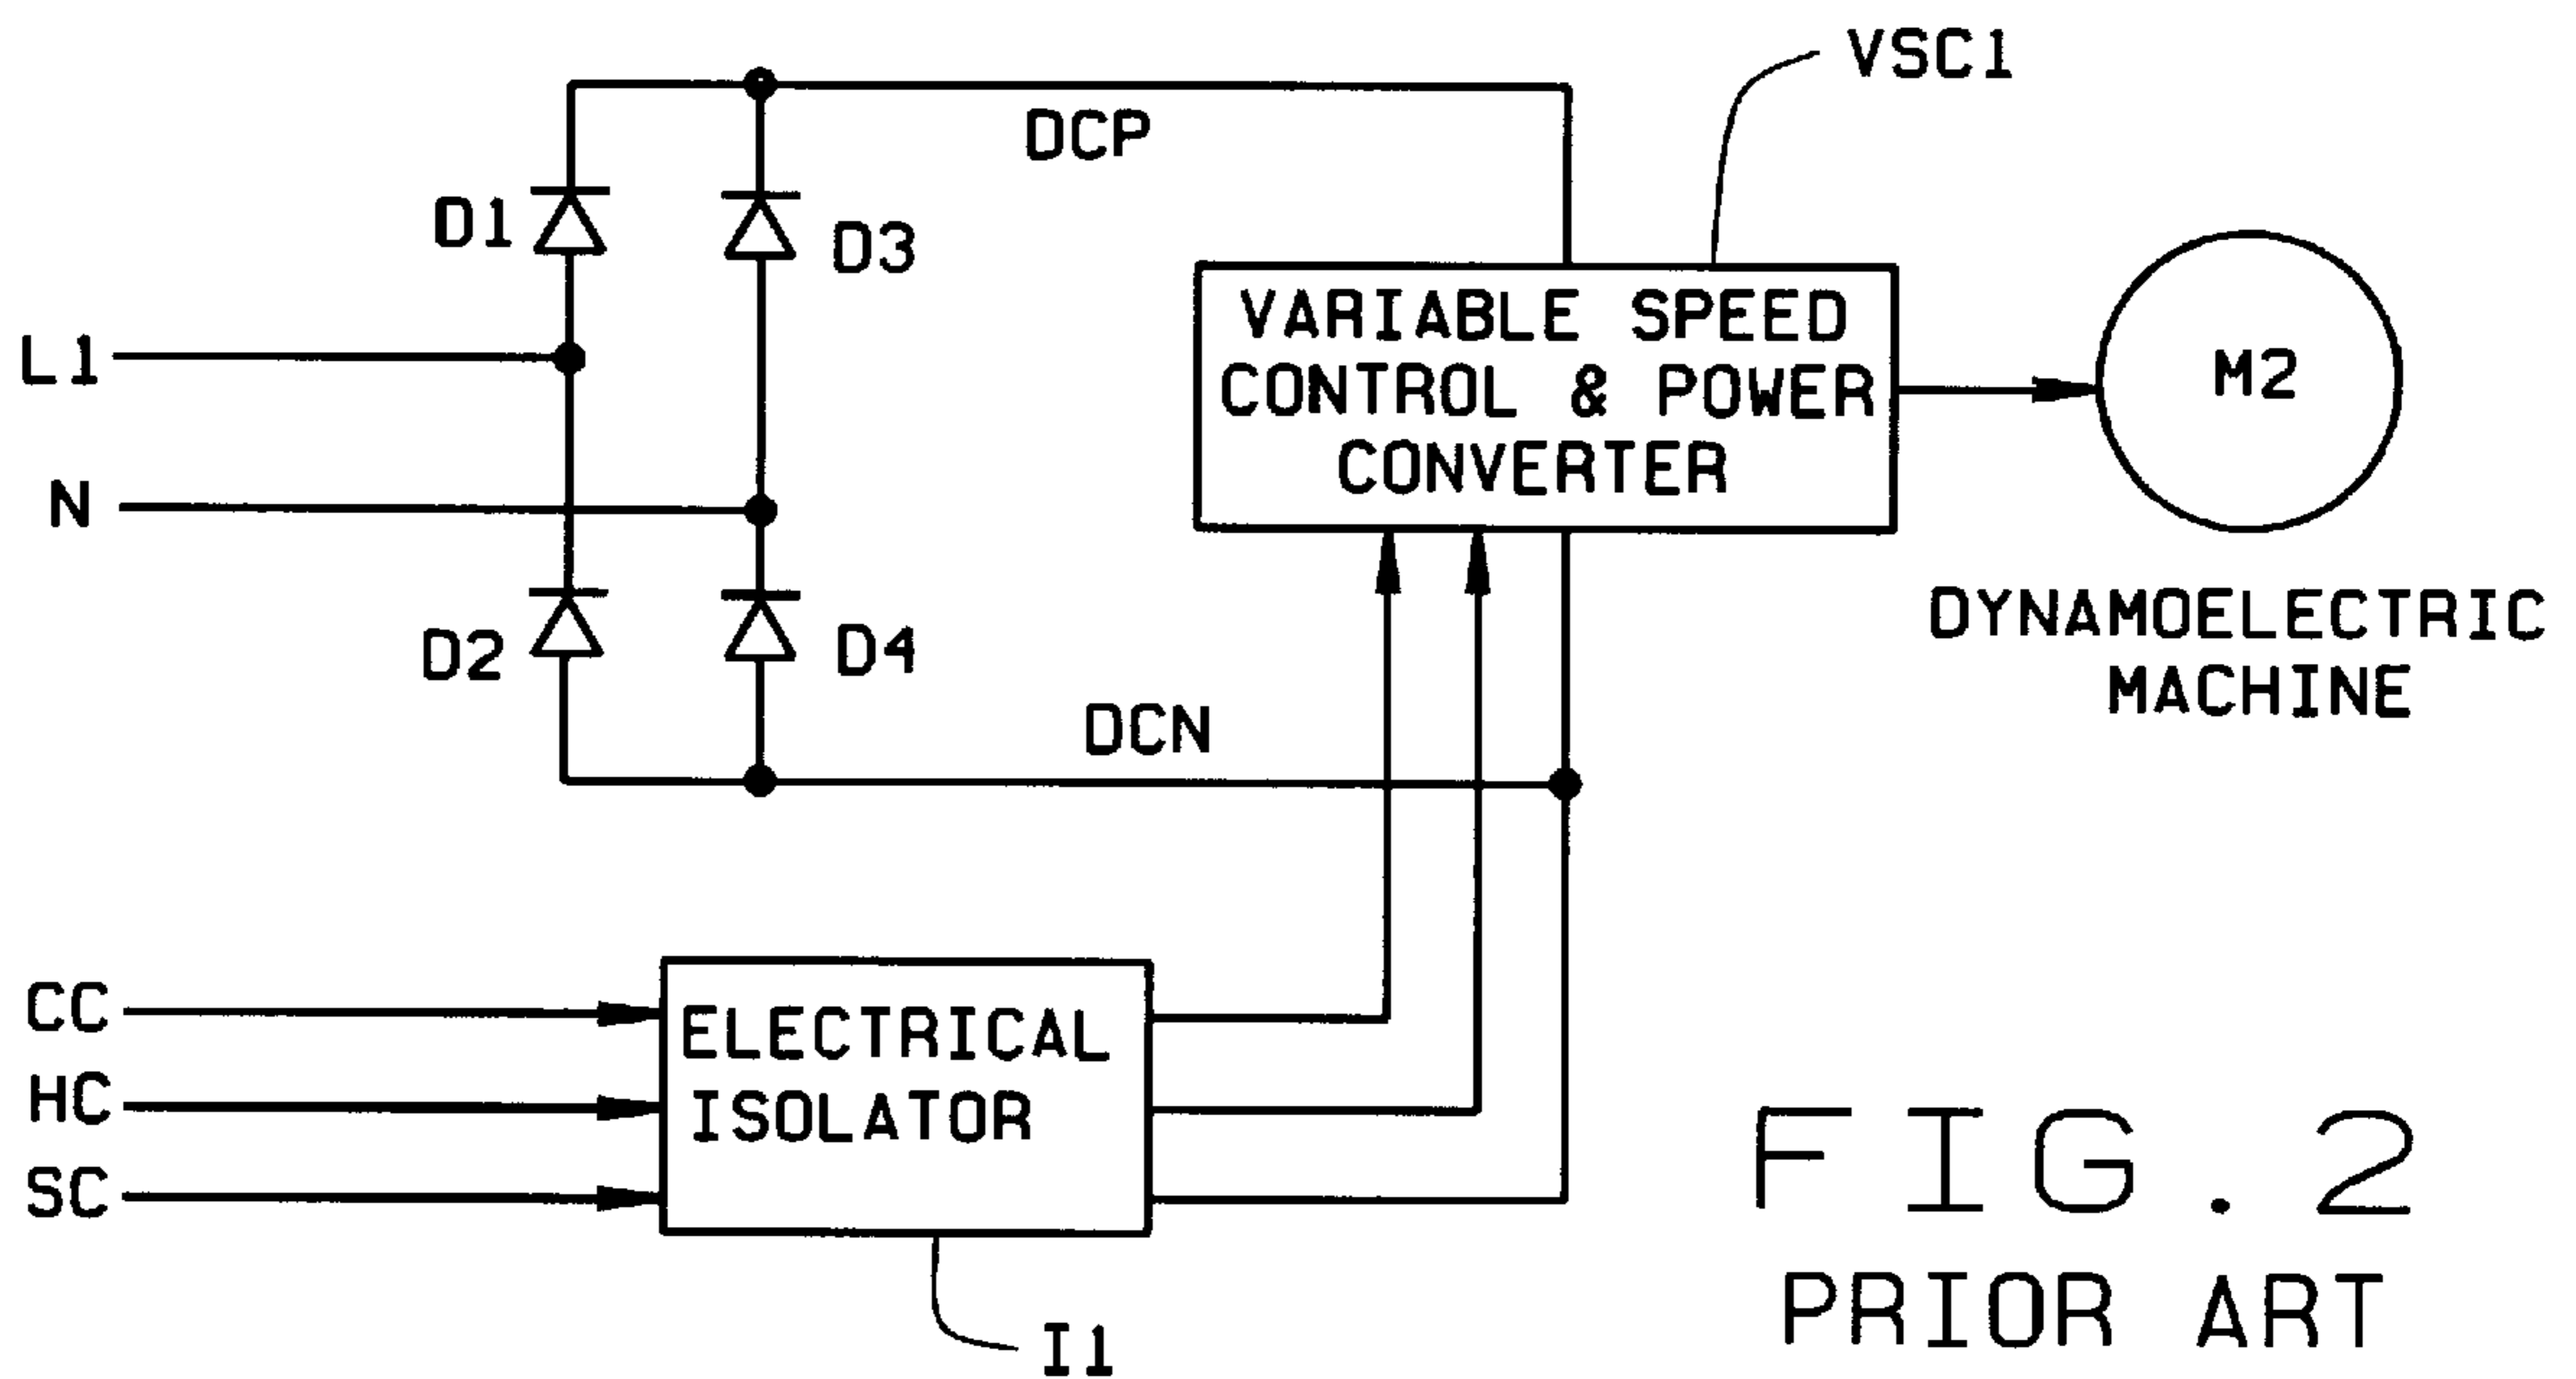 VSC1
DCP
D1
D3
L1
N
VARIABLE SPEED
CONTROL & POWER
CONVERTER
M2
DYNAMOELECTRIC
MACHINE
D2
D4
DCN
CC
HC
SC
ELECTRICAL
ISOLATOR
I1
FIG. 2
PRIOR ART